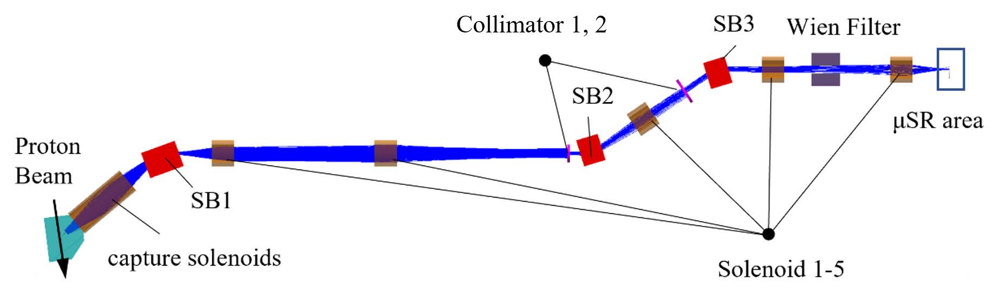 Collimator 1, 2
SB3
Wien Filter
SB2
μSR area
Proton
Beam
SB1
capture solenoids
Solenoid 1-5